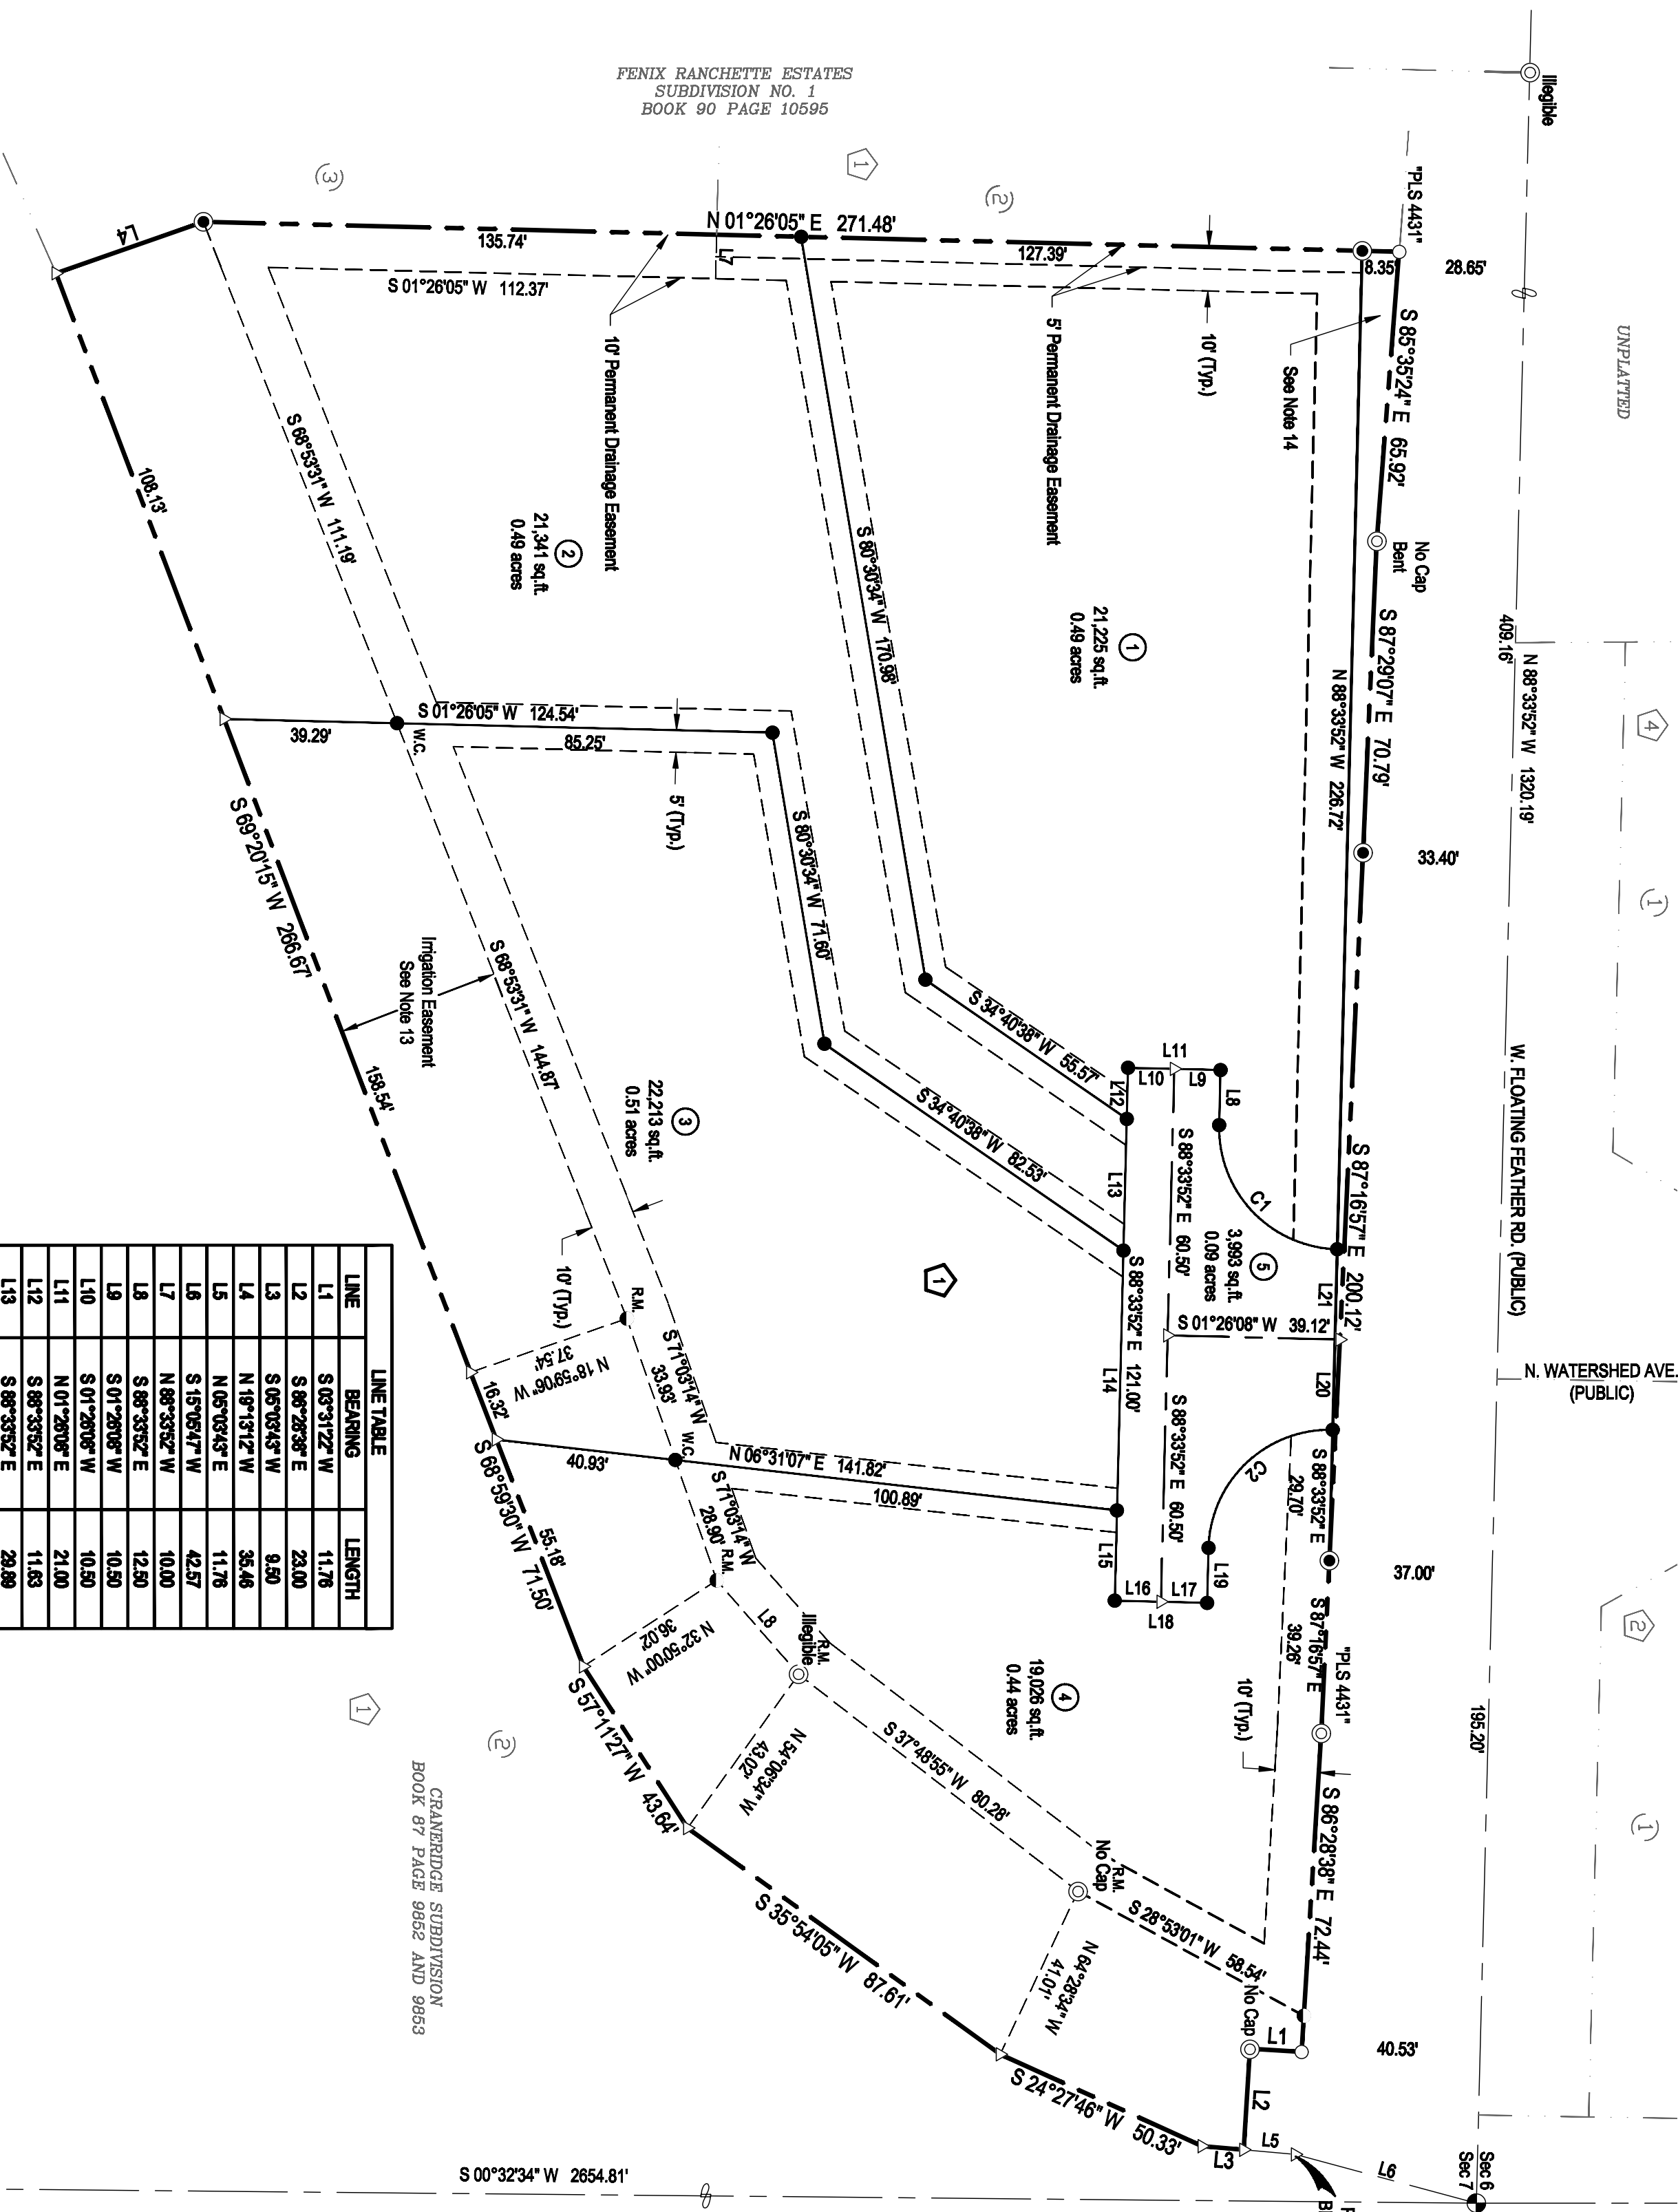 Illegible
UNPLATTED
FENIX RANCHETTE ESTATES
SUBDIVISION NO. 1
BOOK 90 PAGE 10595
1
2
3
"PLS 4431"
28.65'
8.35'
S 85°35'24" E 65.92'
No Cap
Bent
S 87°29'07" E 70.79'
409.16'
N 88°33'52" W 1320.19'
4
1
33.40'
W. FLOATING FEATHER RD. (PUBLIC)
N. WATERSHED AVE.
(PUBLIC)
S 87°16'57" E 200.12'
N 88°33'52" W 226.72'
See Note 14
10' (Typ.)
N 01°26'05" E 271.48'
127.39'
135.74'
L7
L4
5' Permanent Drainage Easement
10' Permanent Drainage Easement
S 01°26'05" W 112.37'
1
21,225 sq.ft.
0.49 acres
S 80°30'34" W 170.98'
2
21,341 sq.ft.
0.49 acres
S 68°53'31" W 111.19'
108.13'
S 01°26'05" W 124.54'
85.25'
39.29'
W.C.
5' (Typ.)
S 80°30'34" W 71.60'
S 34°40'38" W 55.57'
S 34°40'38" W 82.53'
L11
L10
L9
L8
L12
L13
C1
S 88°33'52" E 60.50'
5
3,993 sq.ft.
0.09 acres
L21
L20
S 01°26'08" W 39.12'
S 88°33'52" E 121.00'
L14
S 88°33'52" E 60.50'
C2
L15
L16
L17
L18
L19
S 88°33'52" E
29.70'
37.00'
S 87°16'57" E
39.26'
"PLS 4431"
195.20'
2
1
S 86°28'38" E 72.44'
10' (Typ.)
1
S 69°20'15" W 266.67'
Irrigation Easement
See Note 13
158.54'
S 68°53'31" W 144.87'
3
22,213 sq.ft.
0.51 acres
10' (Typ.)
R.M.
N 18°59'06" W
37.54'
S 71°03'14" W
33.93'
16.32'
W.C.
N 06°31'07" E 141.82'
100.89'
40.93'
S 68°59'30" W 71.50'
55.18'
S 71°03'14" W
28.90'
R.M.
N 32°50'00" W
36.02'
L8
R.M.
Illegible
S 57°11'27" W 43.64'
N 54°06'34" W
43.02'
S 37°48'55" W 80.28'
4
19,026 sq.ft.
0.44 acres
R.M.
No Cap
S 28°53'01" W 58.54'
N 64°28'34" W
41.01'
No Cap
L1
40.53'
L2
S 35°54'05" W 87.61'
S 24°27'46" W 50.33'
L3
L5
L6
Sec 6
Sec 7
S 00°32'34" W 2654.81'
1
2
CRANERIDGE SUBDIVISION
BOOK 87 PAGE 9852 AND 9853
LINE TABLE
LINE BEARING LENGTH
L1 S 03°31'22" W 11.76
L2 S 86°28'38" E 23.00
L3 S 05°03'43" W 9.50
L4 N 19°13'12" W 35.46
L5 N 05°03'43" E 11.76
L6 S 15°05'47" W 42.57
L7 N 88°33'52" W 10.00
L8 S 88°33'52" E 12.50
L9 S 01°26'08" W 10.50
L10 S 01°26'08" W 10.50
L11 N 01°26'08" E 21.00
L12 S 88°33'52" E 11.63
L13 S 88°33'52" E 29.89